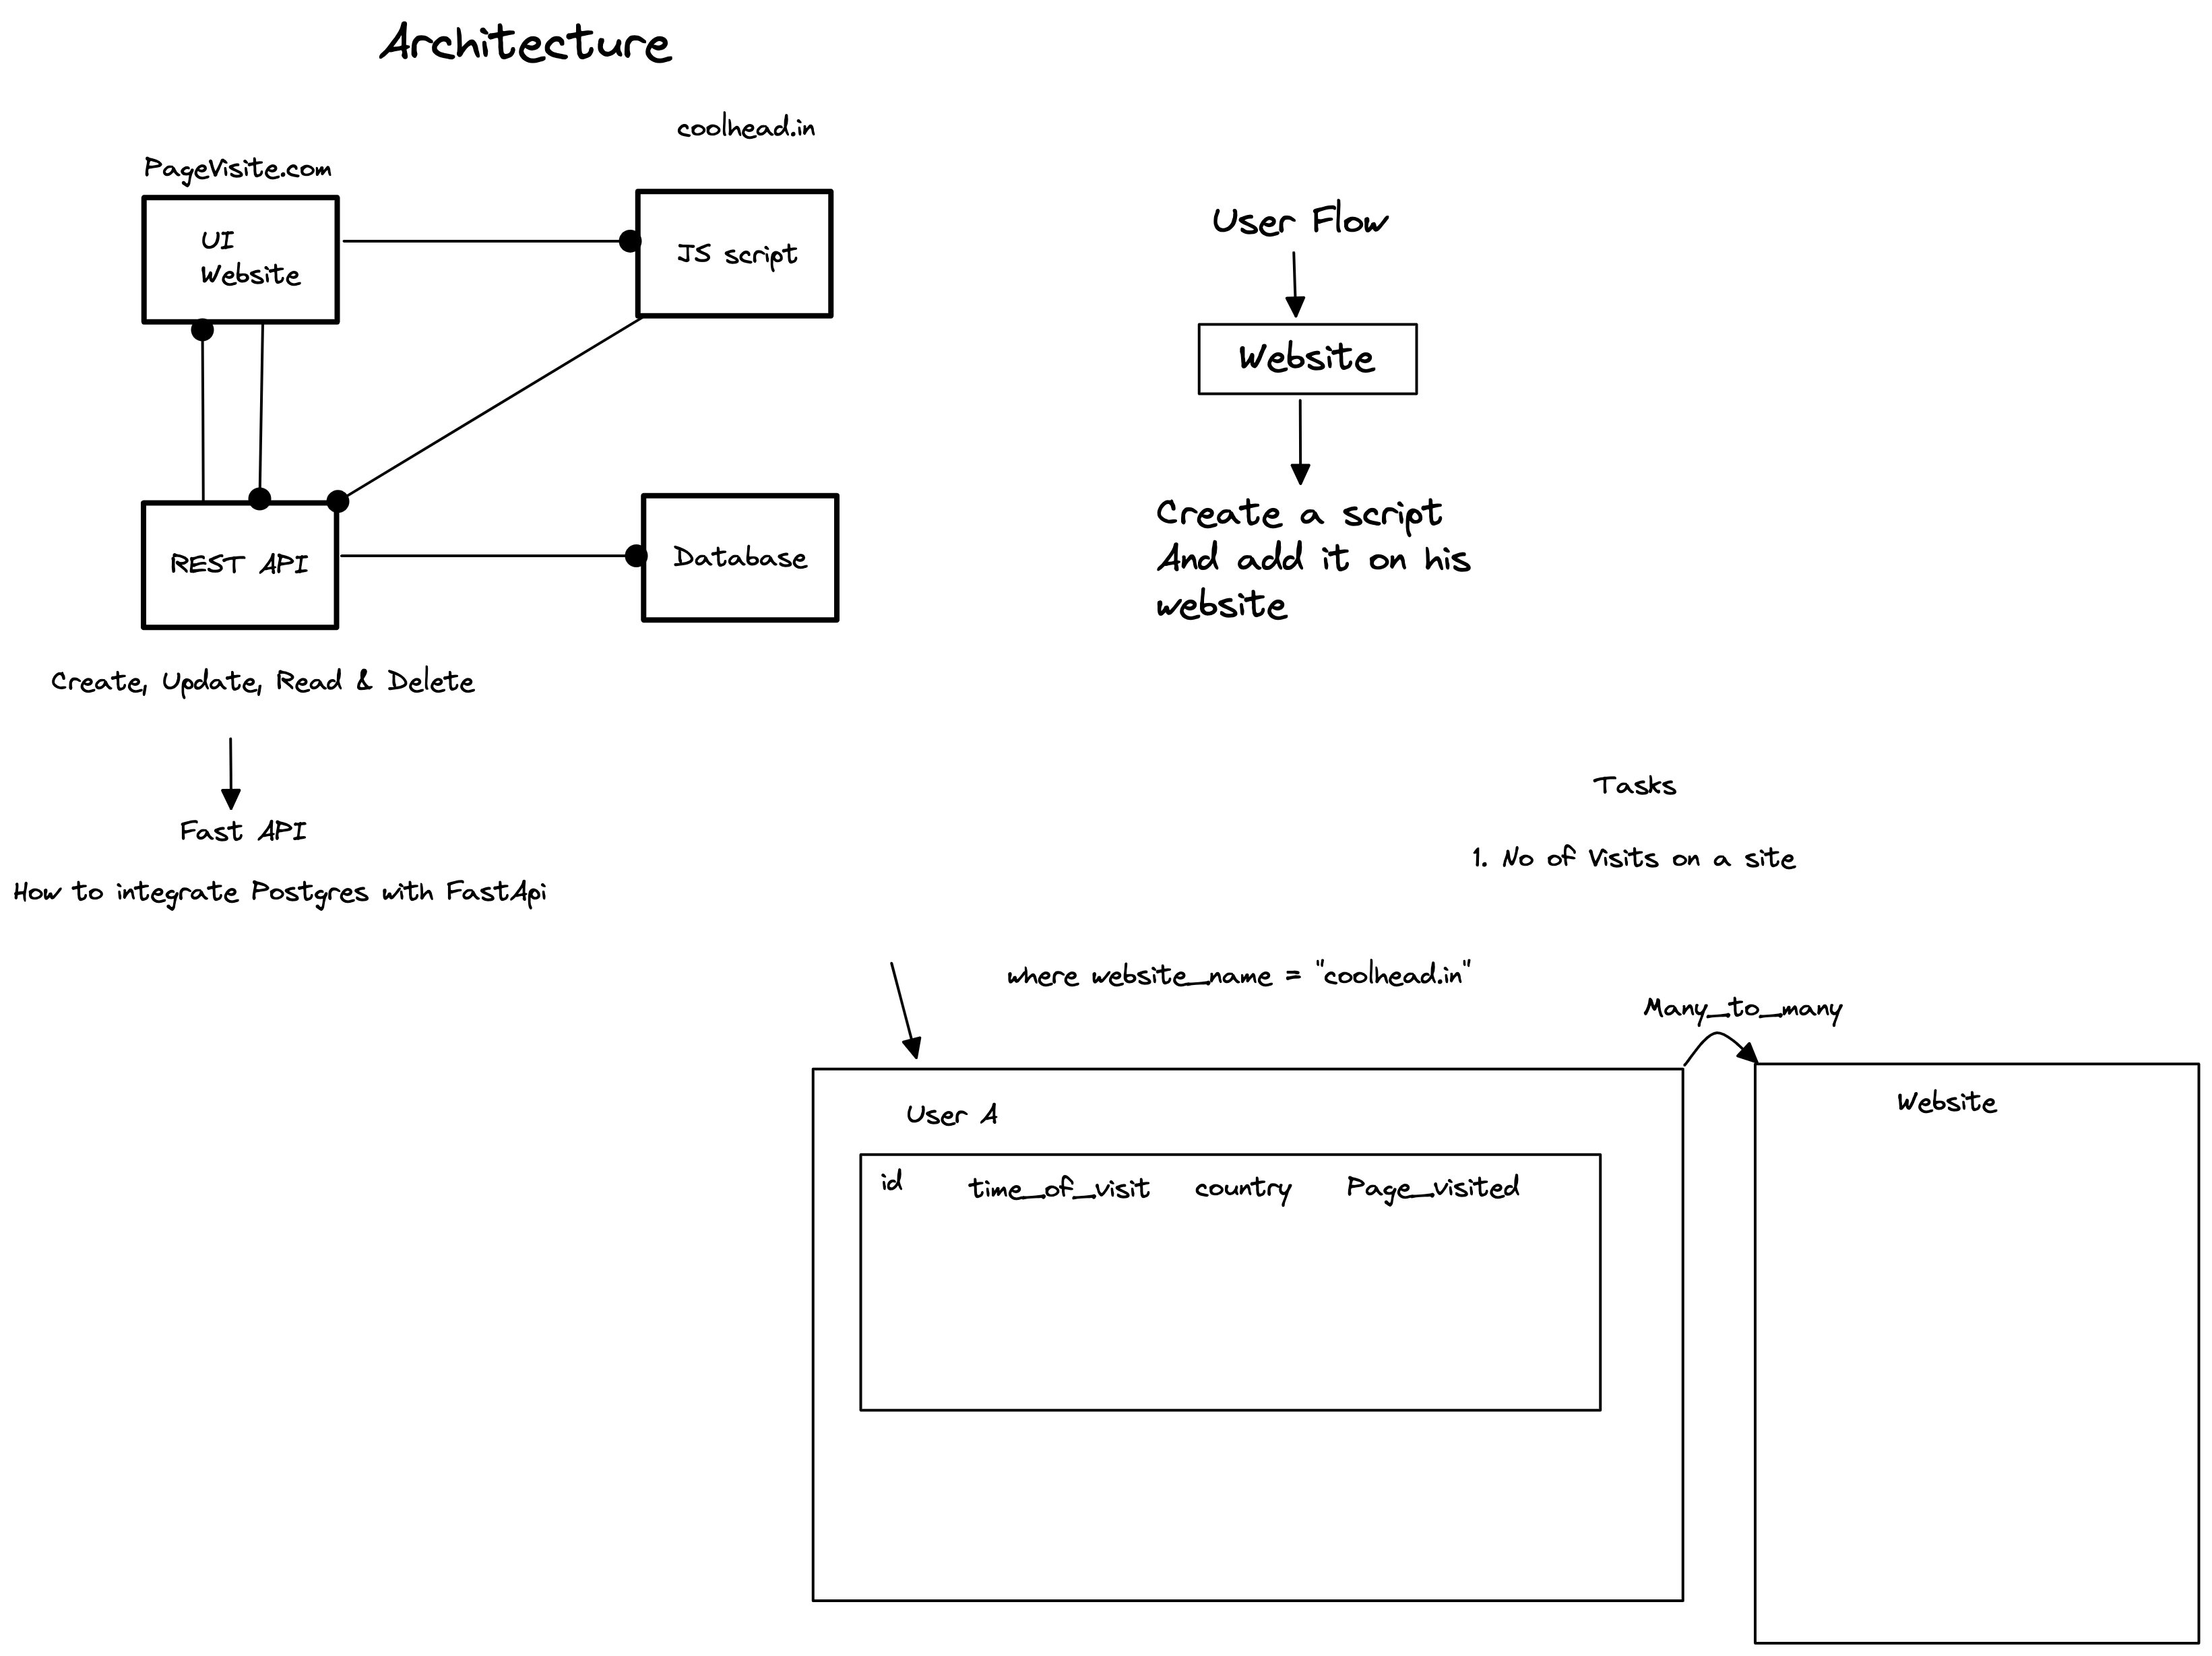 Architecture
coolhead.in
PageVisite.com
UI
Website
JS script
REST API
Database
Create, Update, Read & Delete
Fast API
How to integrate Postgres with FastApi
User Flow
Website
Create a script
And add it on his
website
Tasks
1. No of Visits on a site
where website_name = "coolhead.in"
Many_to_many
User A
id time_of_visit country Page_visited
Website